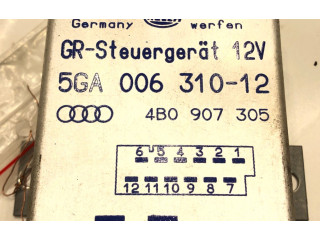 Germany werfen
GR-Steuergerät 12V
5GA 006 310-12
4B0 907 305
6 5 4 3 2 1
12 11 10 9 8 7